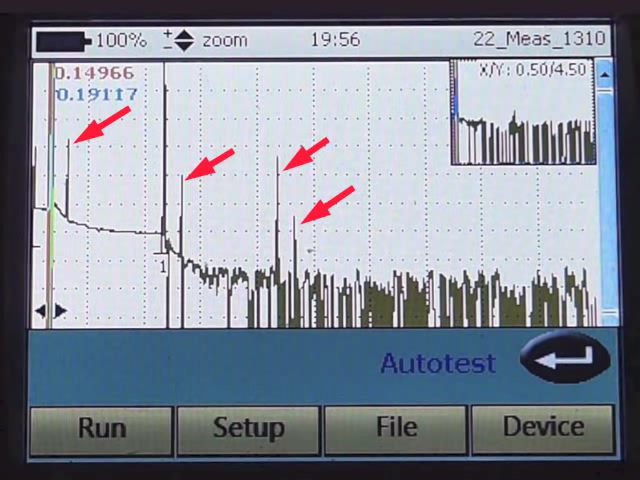 100% zoom 19:56 22_Meas_1310
0.14966
0.19117
X/Y: 0.50/4.50
1
Autotest
Run Setup File Device